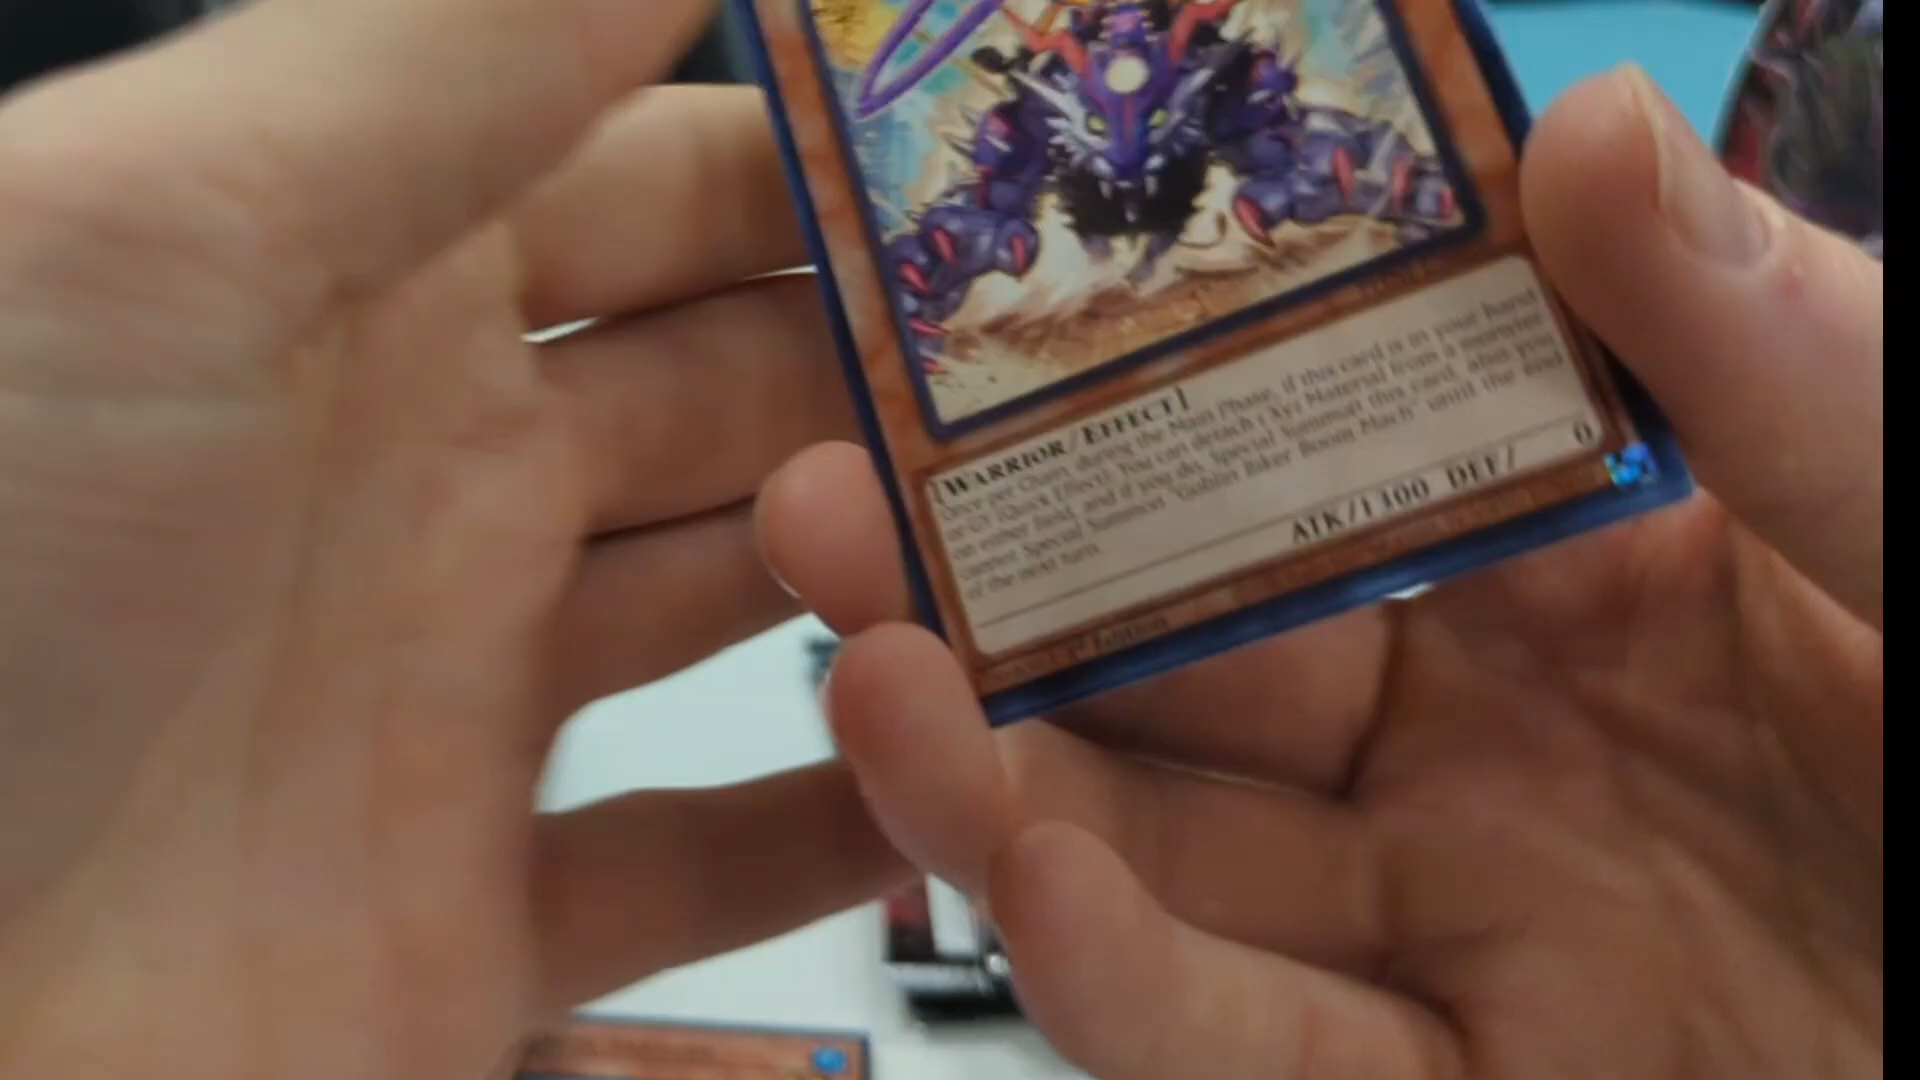 [WARRIOR/EFFECT]
Once per Chain, during the Main Phase, if this card is in your hand
or GY (Quick Effect): You can detach 1 Xyz Material from a monster
on either field, and if you do, Special Summon this card, also you
cannot Special Summon "Goblin Biker Boom Mach" until the end
of the next turn.
ATK/1300 DEF/ 0
1st Edition